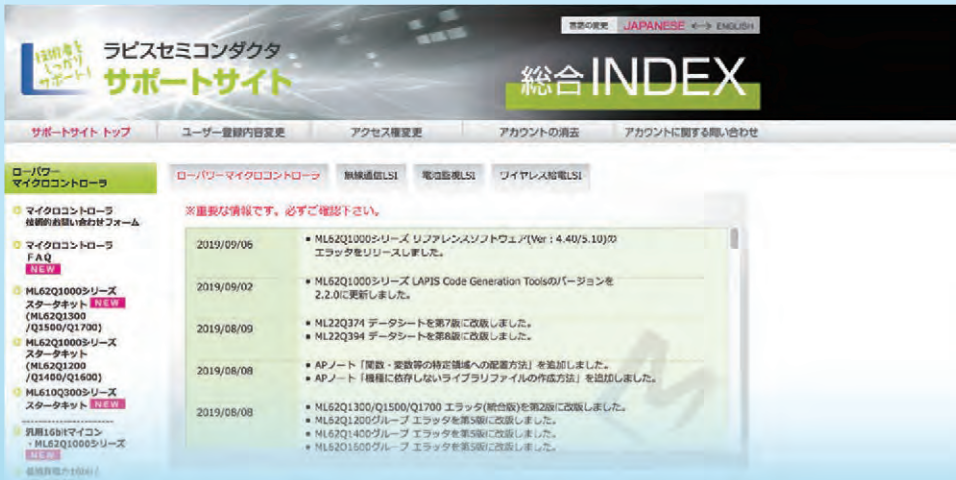 言語の変更 JAPANESE <--> ENGLISH
技術者を
しっかり
サポート!
ラピスセミコンダクタ
サポートサイト
総合INDEX
サポートサイト トップ
ユーザー登録内容変更
アクセス権変更
アカウントの消去
アカウントに関する問い合わせ
ローパワー
マイクロコントローラ
マイクロコントローラ
技術的お問い合わせフォーム
マイクロコントローラ
FAQ
NEW
ML62Q1000シリーズ
スタータキット NEW
(ML62Q1300
/Q1500/Q1700)
ML62Q1000シリーズ
スタータキット
(ML62Q1200
/Q1400/Q1600)
ML610Q300シリーズ
スタータキット NEW
汎用16bitマイコン
・ML62Q1000シリーズ
NEW
ローパワーマイクロコントローラ
無線通信LSI
電池監視LSI
ワイヤレス給電LSI
※重要な情報です。必ずご確認下さい。
2019/09/06
• ML62Q1000シリーズ リファレンスソフトウェア(Ver : 4.40/5.10)の
エラッタをリリースしました。
2019/09/02
• ML62Q1000シリーズ LAPIS Code Generation Toolsのバージョンを
2.2.0に更新しました。
2019/08/09
• ML22Q374 データシートを第7版に改版しました。
• ML22Q394 データシートを第8版に改版しました。
2019/08/08
• APノート「関数・変数等の特定領域への配置方法」を追加しました。
• APノート「機種に依存しないライブラリファイルの作成方法」を追加しました。
2019/08/08
• ML62Q1300/Q1500/Q1700 エラッタ(統合版)を第2版に改版しました。
• ML62Q1200グループ エラッタを第5版に改版しました。
• ML62Q1400グループ エラッタを第5版に改版しました。
• ML62Q1600グループ エラッタを第5版に改版しました。